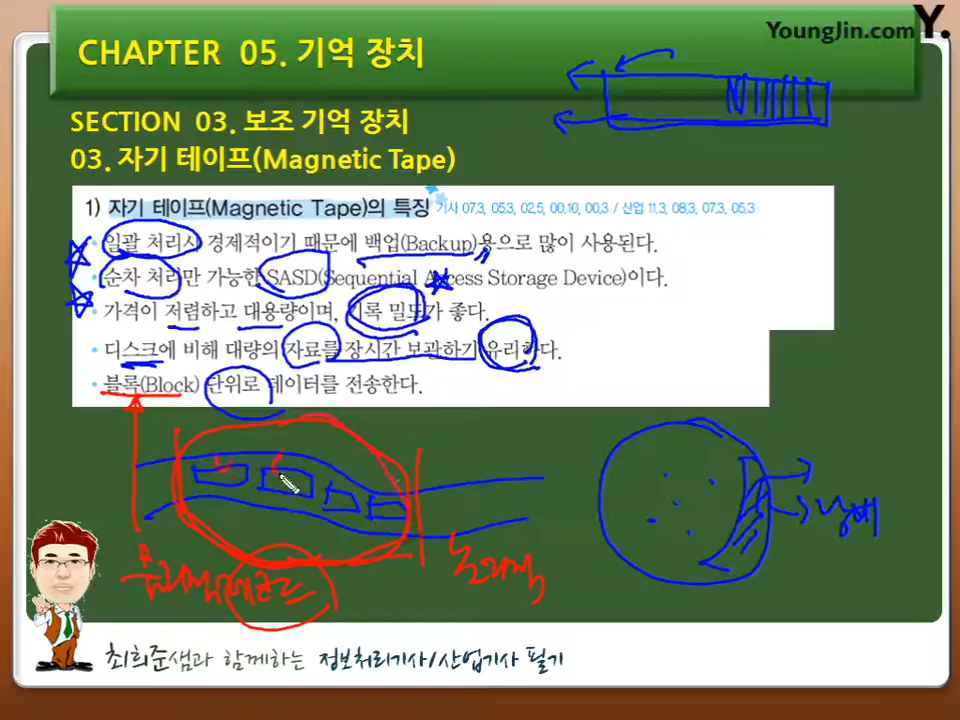 YoungJin.com Y.
CHAPTER 05. 기억 장치
SECTION 03. 보조 기억 장치
03. 자기 테이프(Magnetic Tape)
1) 자기 테이프(Magnetic Tape)의 특징 기사 07.3, 05.3, 02.5, 00.10, 00.3 / 산업 11.3, 08.3, 07.3, 05.3
• 일괄 처리시 경제적이기 때문에 백업(Backup)용으로 많이 사용된다.
• 순차 처리만 가능한 SASD(Sequential Access Storage Device)이다.
• 가격이 저렴하고 대용량이며, 기록 밀도가 좋다.
• 디스크에 비해 대량의 자료를 장시간 보관하기 유리하다.
• 블록(Block) 단위로 데이터를 전송한다.
물리적 레코드
논리적
최희준샘과 함께하는 정보처리기사/산업기사 필기